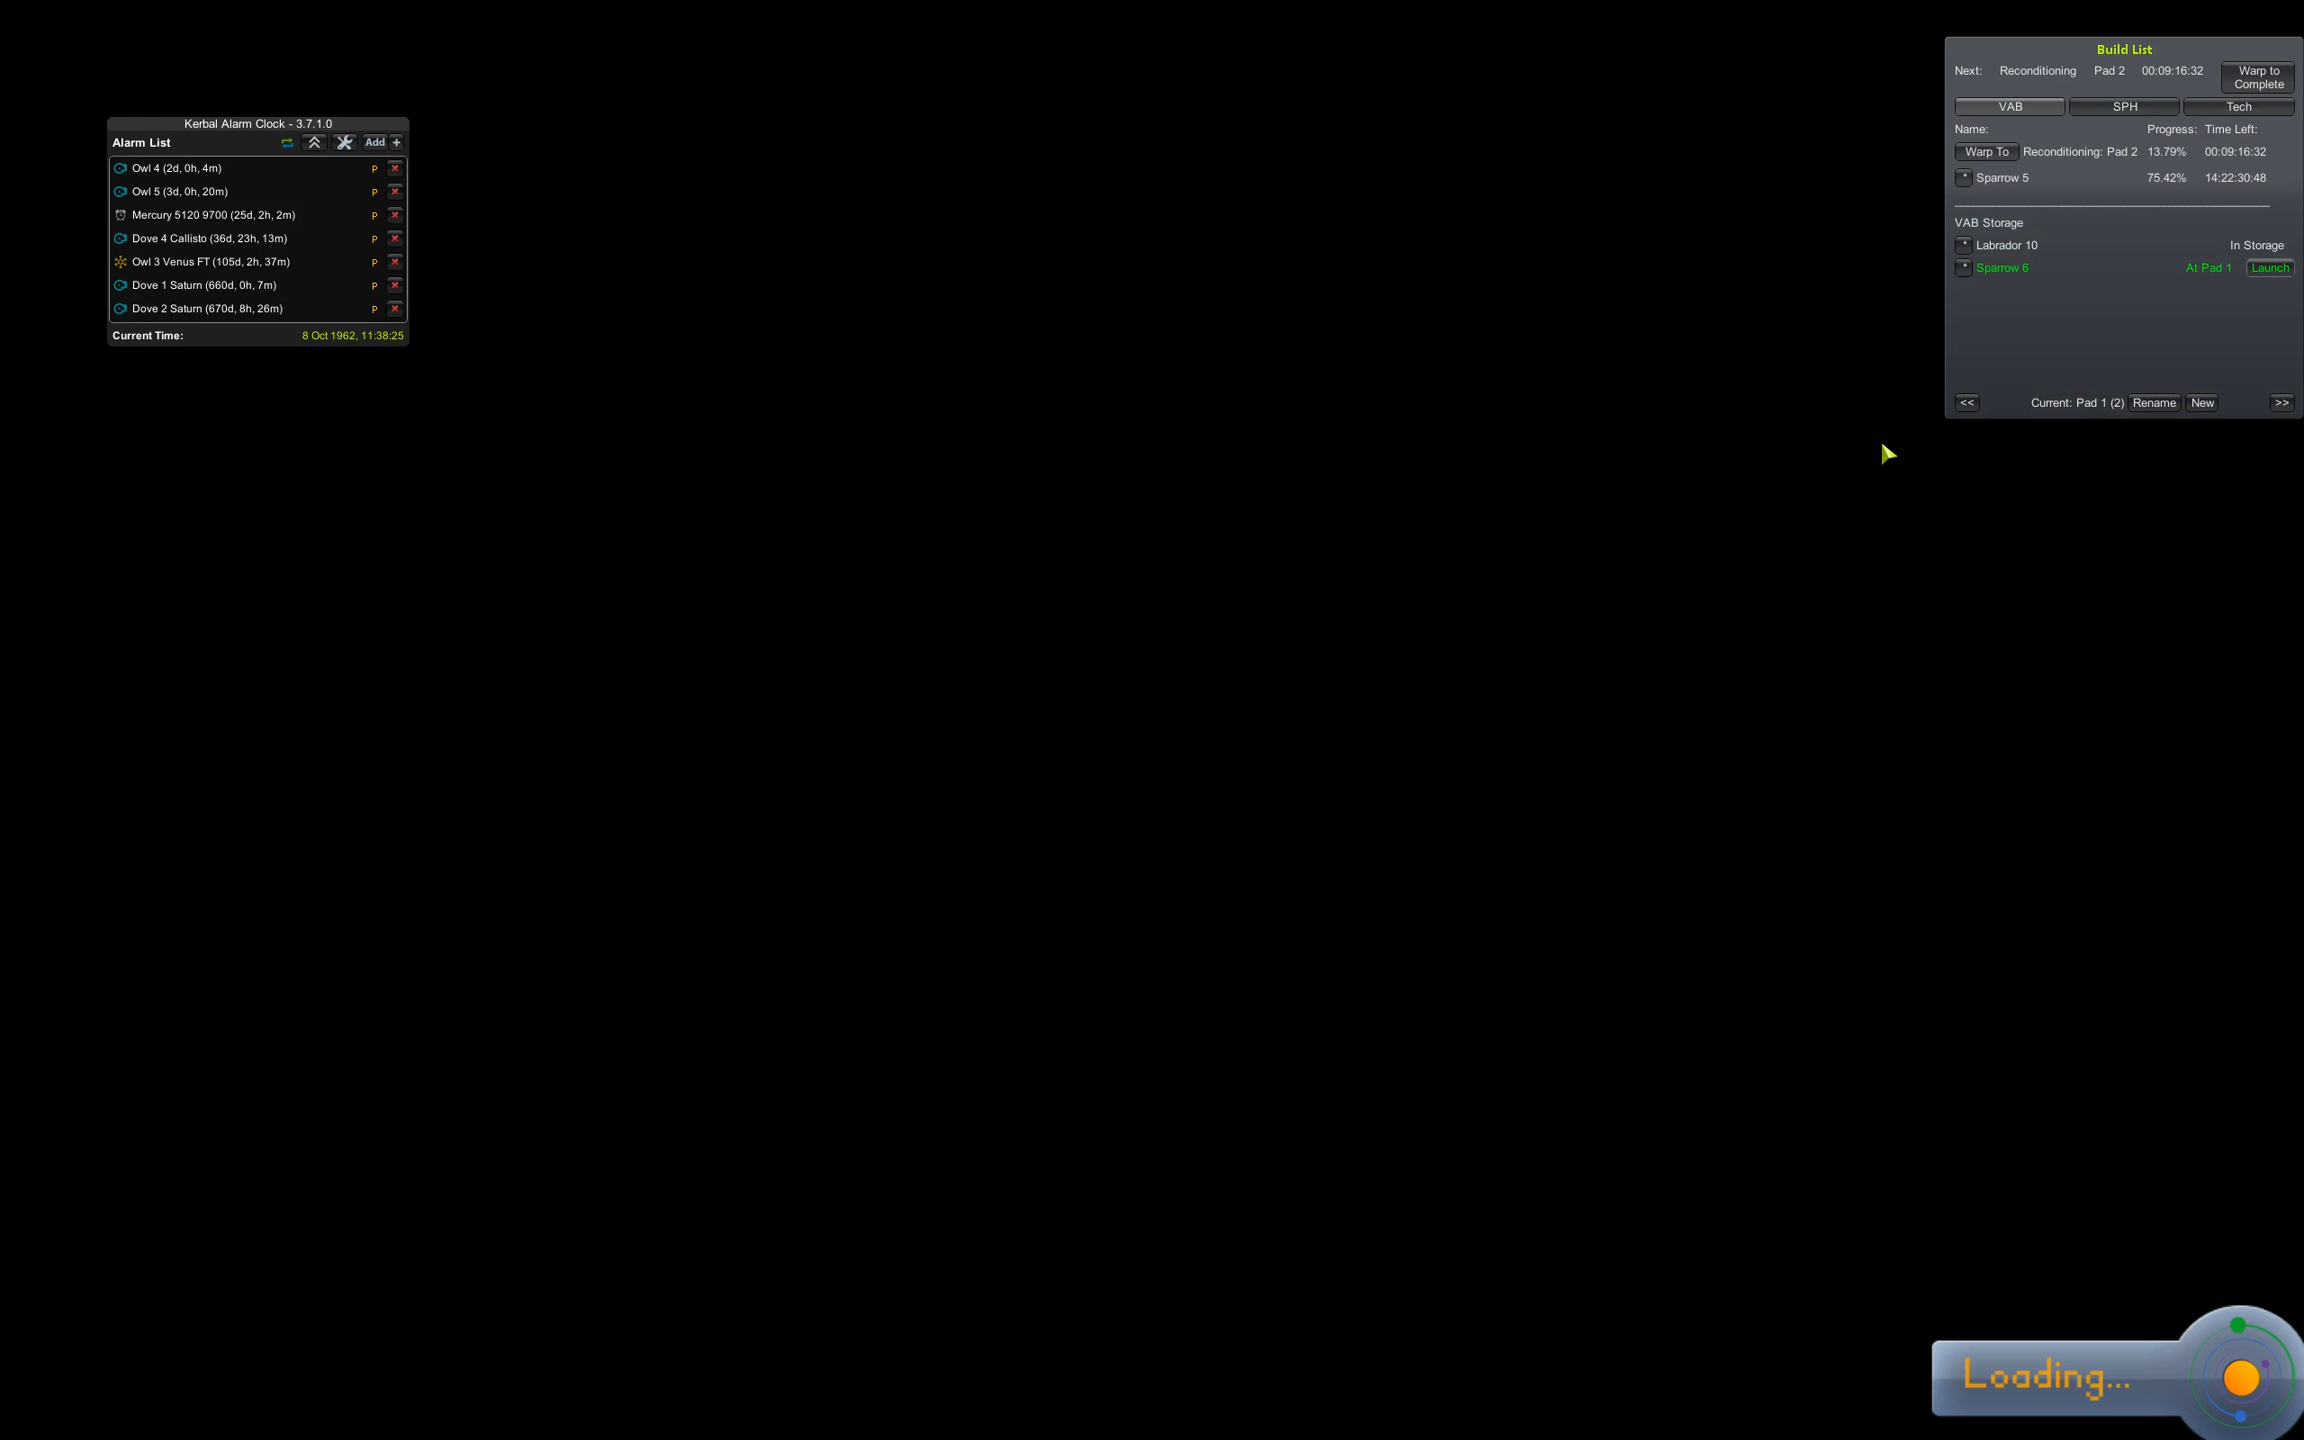 Kerbal Alarm Clock - 3.7.1.0
Alarm List Add +
Owl 4 (2d, 0h, 4m) P
Owl 5 (3d, 0h, 20m) P
Mercury 5120 9700 (25d, 2h, 2m) P
Dove 4 Callisto (36d, 23h, 13m) P
Owl 3 Venus FT (105d, 2h, 37m) P
Dove 1 Saturn (660d, 0h, 7m) P
Dove 2 Saturn (670d, 8h, 26m) P
Current Time: 8 Oct 1962, 11:38:25
Build List
Next: Reconditioning Pad 2 00:09:16:32 Warp to
Complete
VAB SPH Tech
Name: Progress: Time Left:
Warp To Reconditioning: Pad 2 13.79% 00:09:16:32
* Sparrow 5 75.42% 14:22:30:48
VAB Storage
* Labrador 10 In Storage
* Sparrow 6 At Pad 1 Launch
<< Current: Pad 1 (2) Rename New >>
Loading...